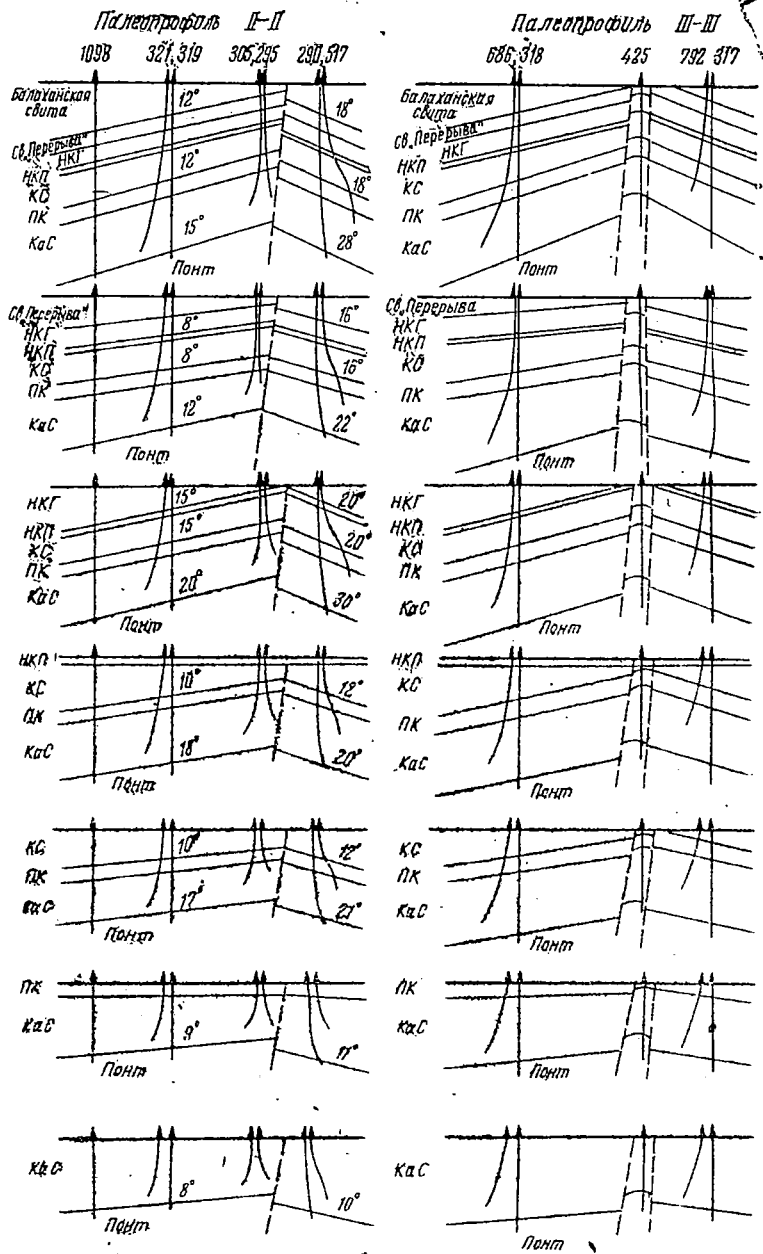 Палеопрофиль II–II
Палеопрофиль III–III
1098 321, 319 305, 295 290, 517
686, 318 425 792 317
Балаханская свита
12°
18°
Св. „Перерыва"
НКГ
12°
НКП
18°
КС
ПК
15°
КаС
28°
Понт
Балаханская свита
Св. „Перерыва"
НКГ
НКП
КС
ПК
КаС
Понт
Св. „Перерыва"
16°
НКГ
8°
НКП
8°
КС
16°
ПК
КаС
12°
22°
Понт
Св. Перерыва
НКГ
НКП
КС
ПК
КаС
Понт
НКГ
15°
20°
НКП
15°
20°
КС
ПК
КаС
20°
30°
Понт
НКГ
НКП
КС
ПК
КаС
Понт
НКП
КС
10°
12°
ПК
КаС
18°
20°
Понт
НКП
КС
ПК
КаС
Понт
КС
10°
12°
ПК
КаС
17°
21°
Понт
КС
ПК
КаС
Понт
ПК
КаС
9°
11°
Понт
ПК
КаС
Понт
КаС
8°
10°
Понт
КаС
Понт